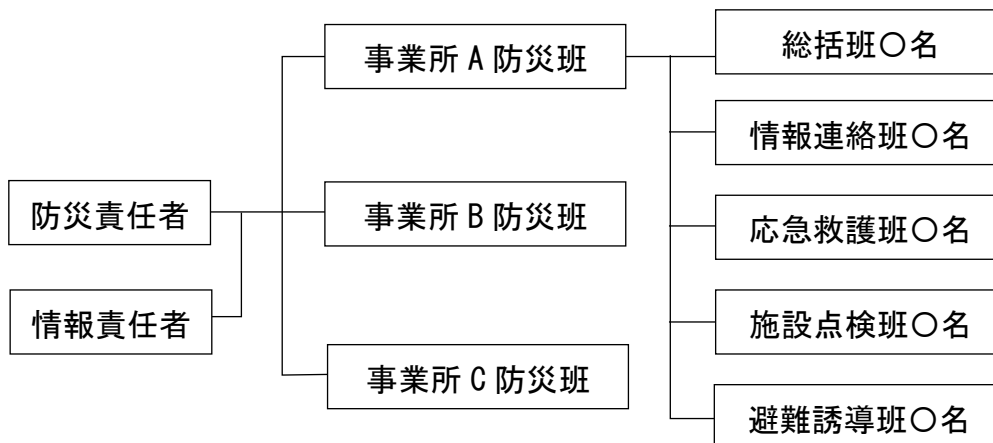 防災責任者
情報責任者
事業所A防災班
事業所B防災班
事業所C防災班
総括班〇名
情報連絡班〇名
応急救護班〇名
施設点検班〇名
避難誘導班〇名